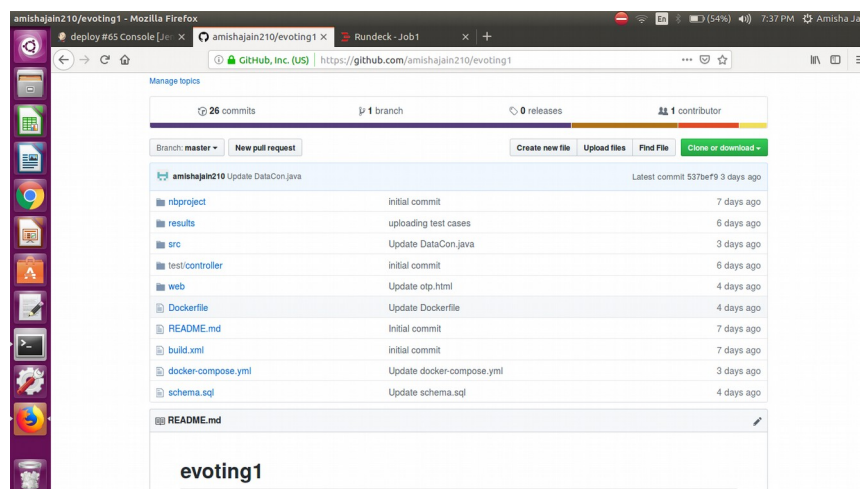 amishajain210/evoting1 - Mozilla Firefox
En (54%) 7:37 PM Amisha Ja
deploy #65 Console [Jen × amishajain210/evoting1 × Rundeck - Job1 × +
GitHub, Inc. (US) https://github.com/amishajain210/evoting1
Manage topics
26 commits 1 branch 0 releases 1 contributor
Branch: master New pull request Create new file Upload files Find File Clone or download
amishajain210 Update DataCon.java Latest commit 537bef9 3 days ago
nbproject initial commit 7 days ago
results uploading test cases 6 days ago
src Update DataCon.java 3 days ago
test/controller initial commit 6 days ago
web Update otp.html 4 days ago
Dockerfile Update Dockerfile 4 days ago
README.md Initial commit 7 days ago
build.xml initial commit 7 days ago
docker-compose.yml Update docker-compose.yml 3 days ago
schema.sql Update schema.sql 4 days ago
README.md
evoting1